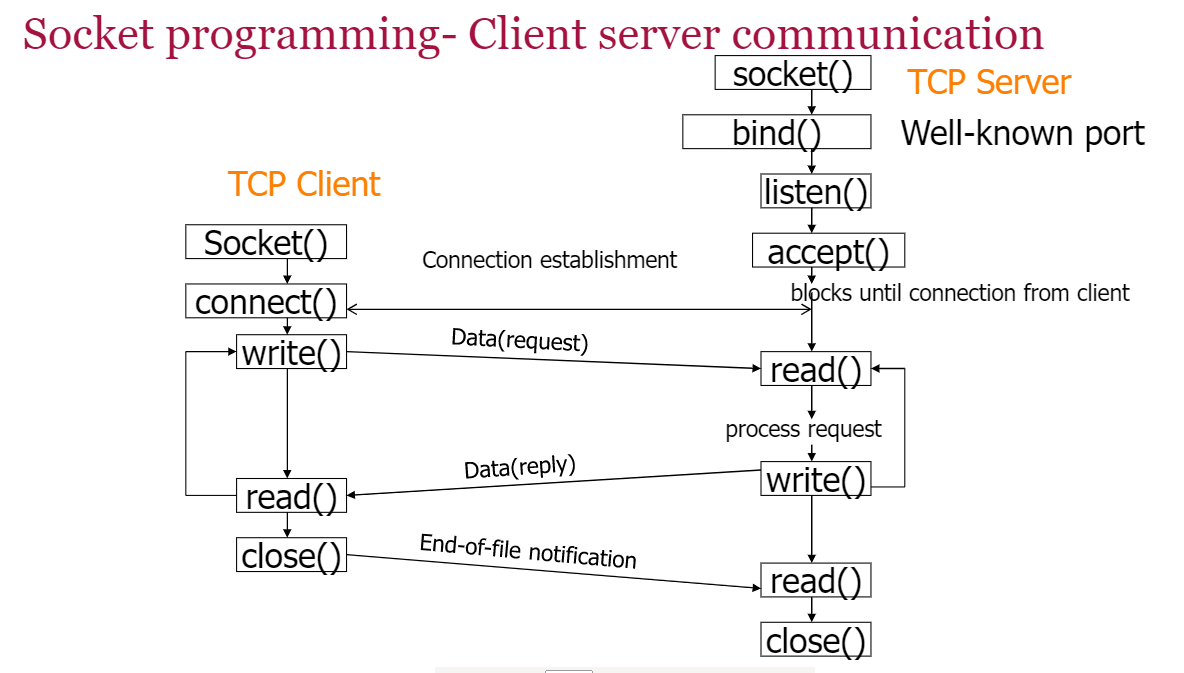 Socket programming- Client server communication
socket()
TCP Server
bind()
Well-known port
TCP Client
listen()
Socket()
accept()
Connection establishment
blocks until connection from client
connect()
Data(request)
write()
read()
process request
Data(reply)
write()
read()
End-of-file notification
close()
read()
close()